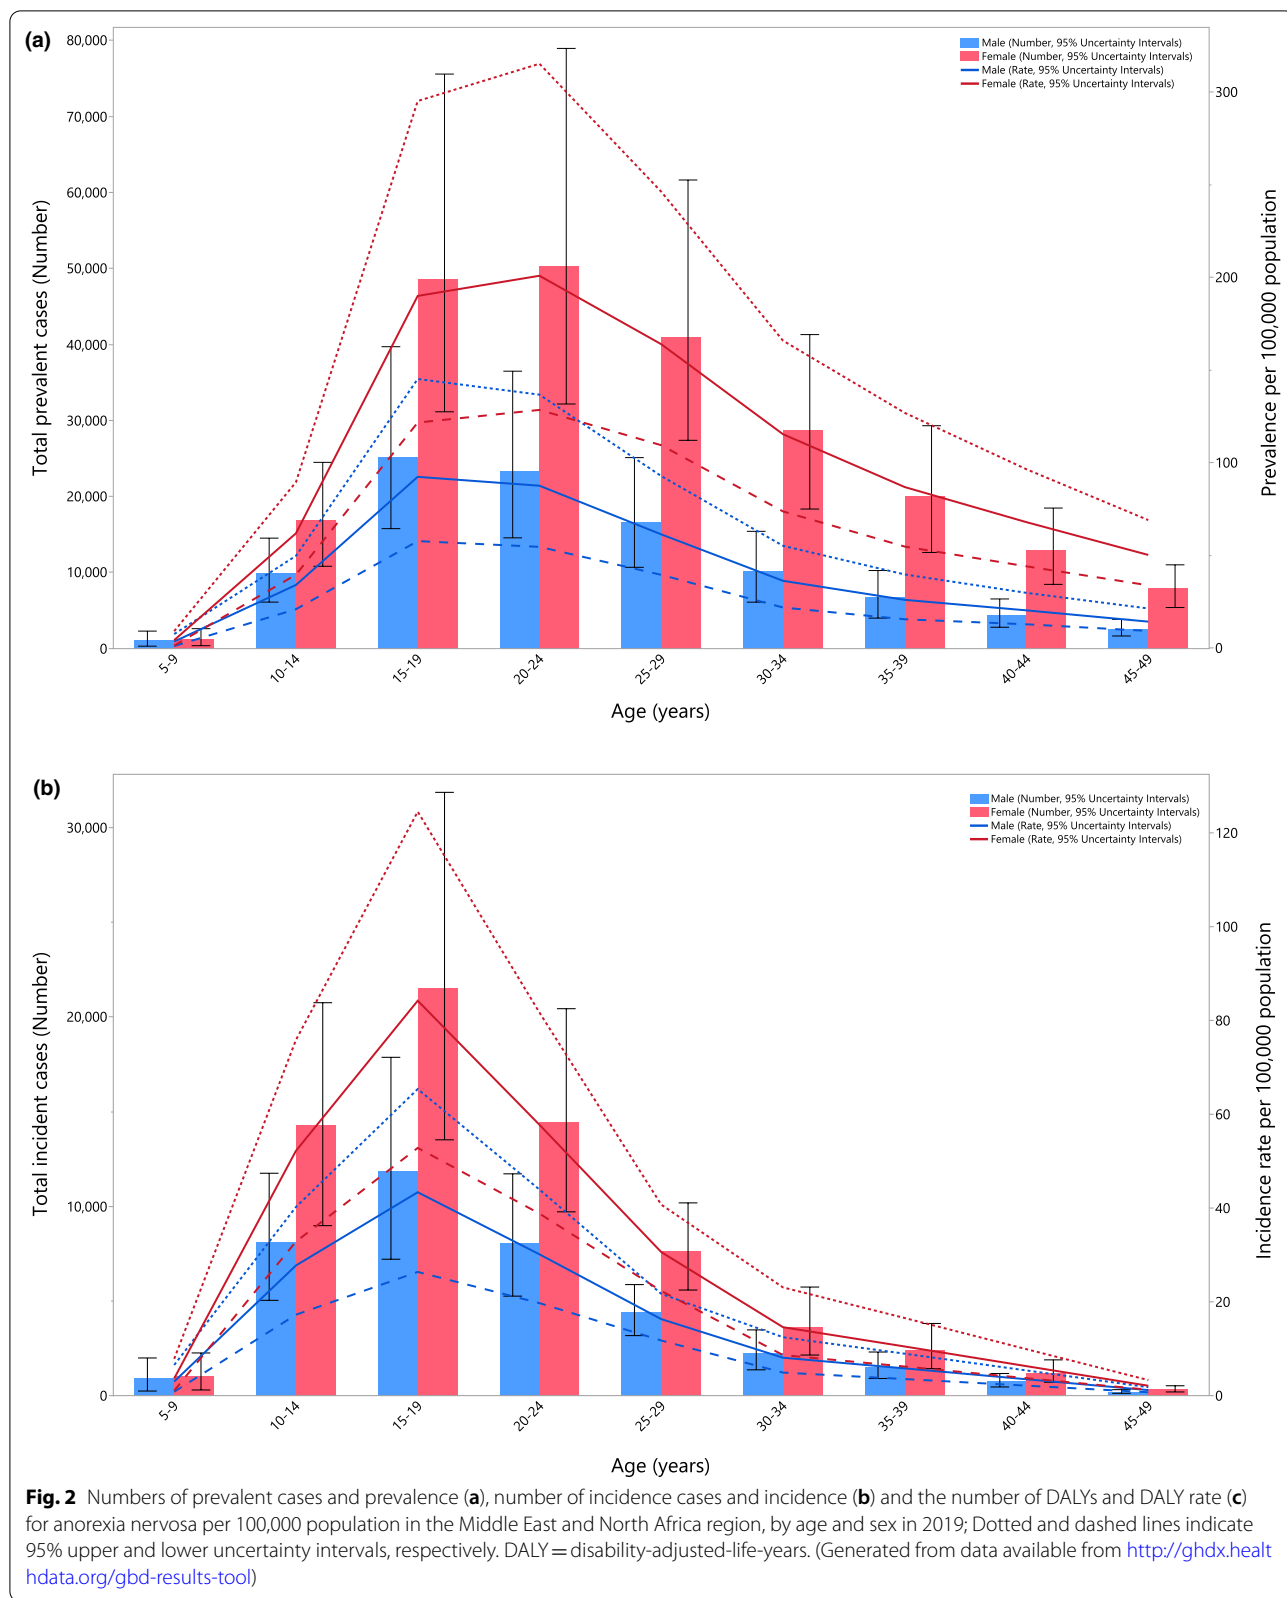 (a)
Male (Number, 95% Uncertainty Intervals)
Female (Number, 95% Uncertainty Intervals)
Male (Rate, 95% Uncertainty Intervals)
Female (Rate, 95% Uncertainty Intervals)
Total prevalent cases (Number)
80,000
70,000
60,000
50,000
40,000
30,000
20,000
10,000
0
300
200
100
0
Prevalence per 100,000 population
5-9
10-14
15-19
20-24
25-29
30-34
35-39
40-44
45-49
Age (years)
(b)
Male (Number, 95% Uncertainty Intervals)
Female (Number, 95% Uncertainty Intervals)
Male (Rate, 95% Uncertainty Intervals)
Female (Rate, 95% Uncertainty Intervals)
Total incident cases (Number)
30,000
20,000
10,000
0
120
100
80
60
40
20
0
Incidence rate per 100,000 population
5-9
10-14
15-19
20-24
25-29
30-34
35-39
40-44
45-49
Age (years)
Fig. 2 Numbers of prevalent cases and prevalence (a), number of incidence cases and incidence (b) and the number of DALYs and DALY rate (c)
for anorexia nervosa per 100,000 population in the Middle East and North Africa region, by age and sex in 2019; Dotted and dashed lines indicate
95% upper and lower uncertainty intervals, respectively. DALY = disability-adjusted-life-years. (Generated from data available from http://ghdx.healt
hdata.org/gbd-results-tool)